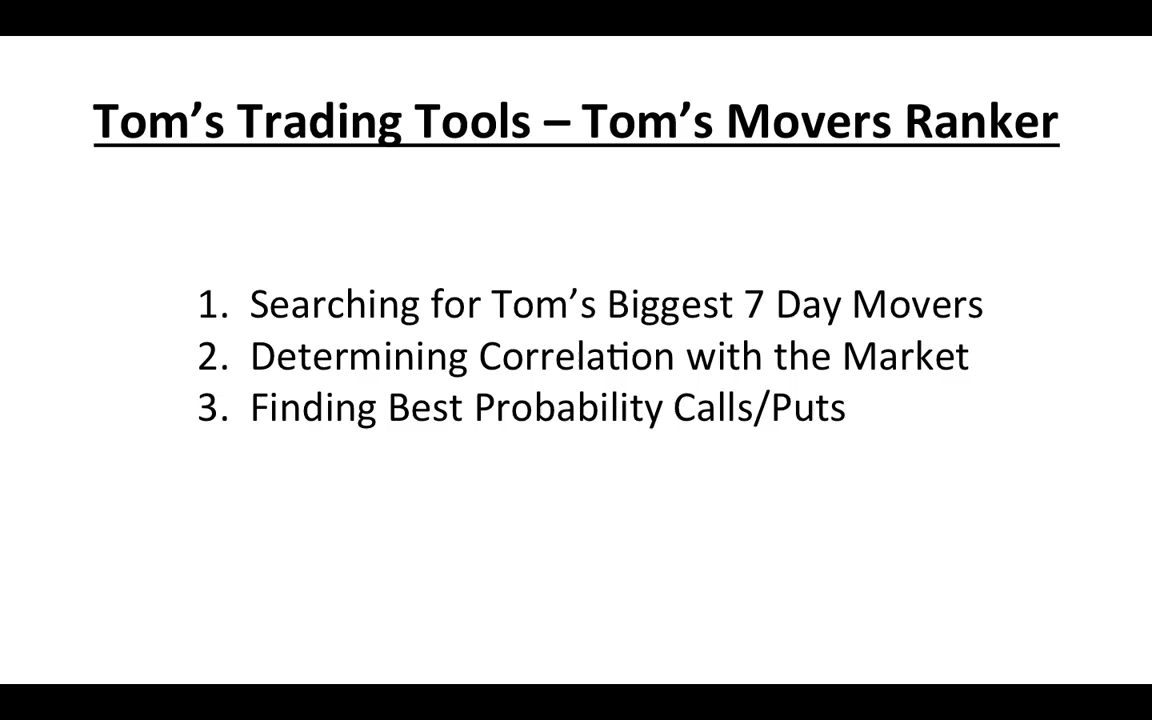 Tom’s Trading Tools – Tom’s Movers Ranker
1. Searching for Tom’s Biggest 7 Day Movers
2. Determining Correlation with the Market
3. Finding Best Probability Calls/Puts